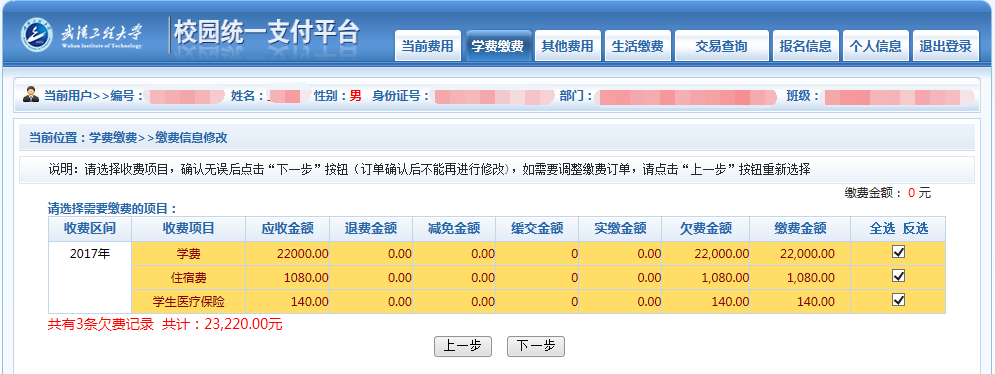 武汉工程大学
Wuhan Institute of Technology
校园统一支付平台
当前费用 学费缴费 其他费用 生活缴费 交易查询 报名信息 个人信息 退出登录
当前用户>>编号： 姓名： 性别：男 身份证号： 部门： 班级：
当前位置：学费缴费>>缴费信息修改
说明：请选择收费项目，确认无误后点击“下一步”按钮（订单确认后不能再进行修改），如需要调整缴费订单，请点击“上一步”按钮重新选择
缴费金额： 0 元
请选择需要缴费的项目：
收费区间 收费项目 应收金额 退费金额 减免金额 缓交金额 实缴金额 欠费金额 缴费金额 全选 反选
2017年 学费 22000.00 0.00 0.00 0 0.00 22,000.00 22,000.00
住宿费 1080.00 0.00 0.00 0 0.00 1,080.00 1,080.00
学生医疗保险 140.00 0.00 0.00 0 0.00 140.00 140.00
共有3条欠费记录 共计：23,220.00元
上一步 下一步